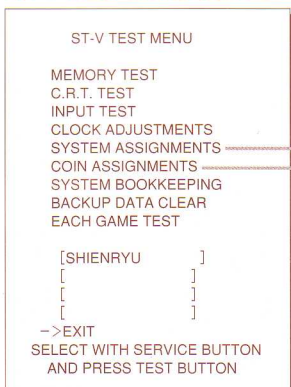 ST-V TEST MENU
MEMORY TEST
C.R.T. TEST
INPUT TEST
CLOCK ADJUSTMENTS
SYSTEM ASSIGNMENTS
COIN ASSIGNMENTS
SYSTEM BOOKKEEPING
BACKUP DATA CLEAR
EACH GAME TEST
[SHIENRYU ]
[ ]
[ ]
[ ]
->EXIT
SELECT WITH SERVICE BUTTON
AND PRESS TEST BUTTON